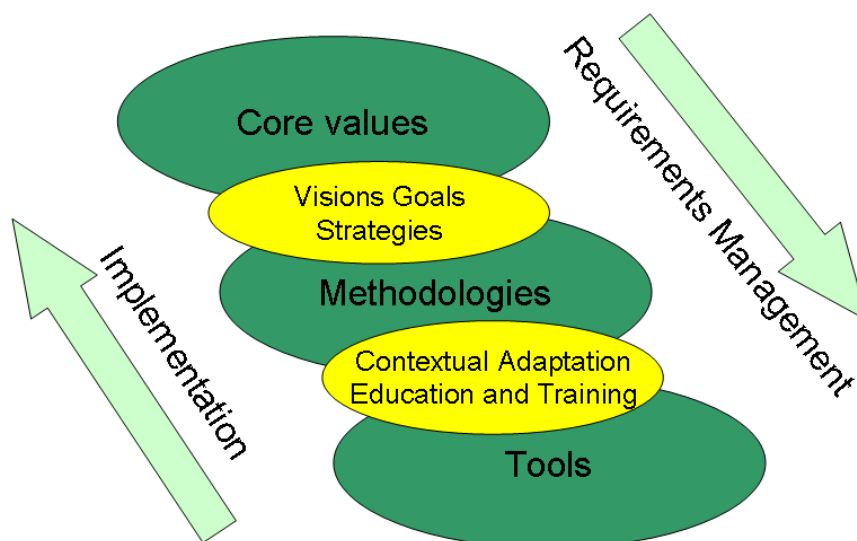 Core values
Visions Goals
Strategies
Methodologies
Contextual Adaptation
Education and Training
Tools
Implementation
Requirements Management